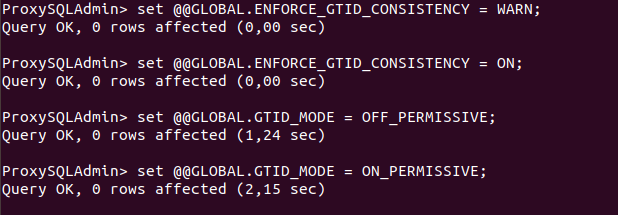 ProxySQLAdmin> set @@GLOBAL.ENFORCE_GTID_CONSISTENCY = WARN;
Query OK, 0 rows affected (0,00 sec)
ProxySQLAdmin> set @@GLOBAL.ENFORCE_GTID_CONSISTENCY = ON;
Query OK, 0 rows affected (0,00 sec)
ProxySQLAdmin> set @@GLOBAL.GTID_MODE = OFF_PERMISSIVE;
Query OK, 0 rows affected (1,24 sec)
ProxySQLAdmin> set @@GLOBAL.GTID_MODE = ON_PERMISSIVE;
Query OK, 0 rows affected (2,15 sec)